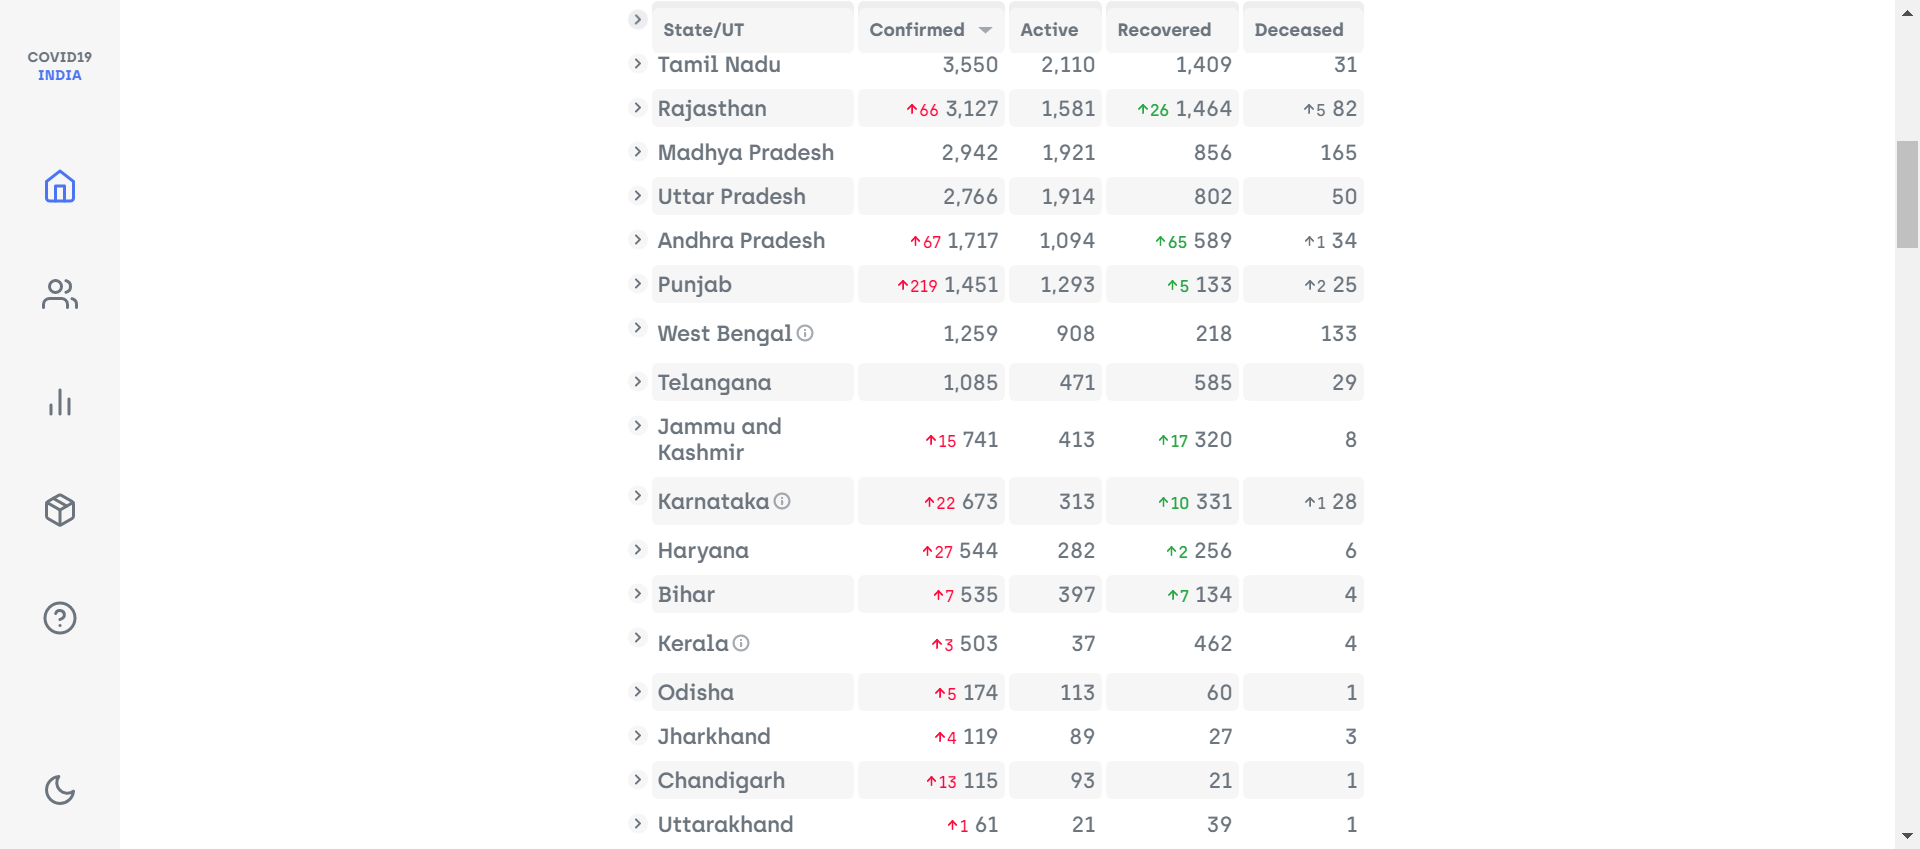 COVID19
INDIA
State/UT Confirmed Active Recovered Deceased
Tamil Nadu 3,550 2,110 1,409 31
Rajasthan ↑66 3,127 1,581 ↑26 1,464 ↑5 82
Madhya Pradesh 2,942 1,921 856 165
Uttar Pradesh 2,766 1,914 802 50
Andhra Pradesh ↑67 1,717 1,094 ↑65 589 ↑1 34
Punjab ↑219 1,451 1,293 ↑5 133 ↑2 25
West Bengal 1,259 908 218 133
Telangana 1,085 471 585 29
Jammu and
Kashmir ↑15 741 413 ↑17 320 8
Karnataka ↑22 673 313 ↑10 331 ↑1 28
Haryana ↑27 544 282 ↑2 256 6
Bihar ↑7 535 397 ↑7 134 4
Kerala ↑3 503 37 462 4
Odisha ↑5 174 113 60 1
Jharkhand ↑4 119 89 27 3
Chandigarh ↑13 115 93 21 1
Uttarakhand ↑1 61 21 39 1